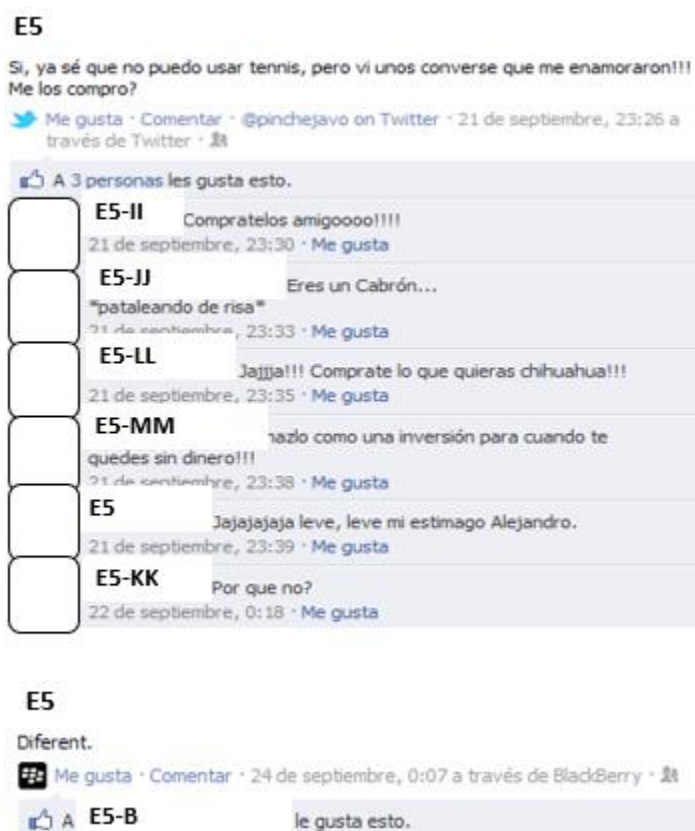 E5
Si, ya sé que no puedo usar tennis, pero vi unos converse que me enamoraron!!!
Me los compro?
Me gusta · Comentar · @pinchejavo on Twitter · 21 de septiembre, 23:26 a
través de Twitter ·
A 3 personas les gusta esto.
E5-II Compratelos amigoooo!!!!
21 de septiembre, 23:30 · Me gusta
E5-JJ Eres un Cabrón...
*pataleando de risa*
21 de septiembre, 23:33 · Me gusta
E5-LL Jajjja!!! Comprate lo que quieras chihuahua!!!
21 de septiembre, 23:35 · Me gusta
E5-MM hazlo como una inversión para cuando te
quedes sin dinero!!!
21 de septiembre, 23:38 · Me gusta
E5 Jajajajaja leve, leve mi estimago Alejandro.
21 de septiembre, 23:39 · Me gusta
E5-KK Por que no?
22 de septiembre, 0:18 · Me gusta
E5
Diferent.
Me gusta · Comentar · 24 de septiembre, 0:07 a través de BlackBerry ·
A E5-B le gusta esto.